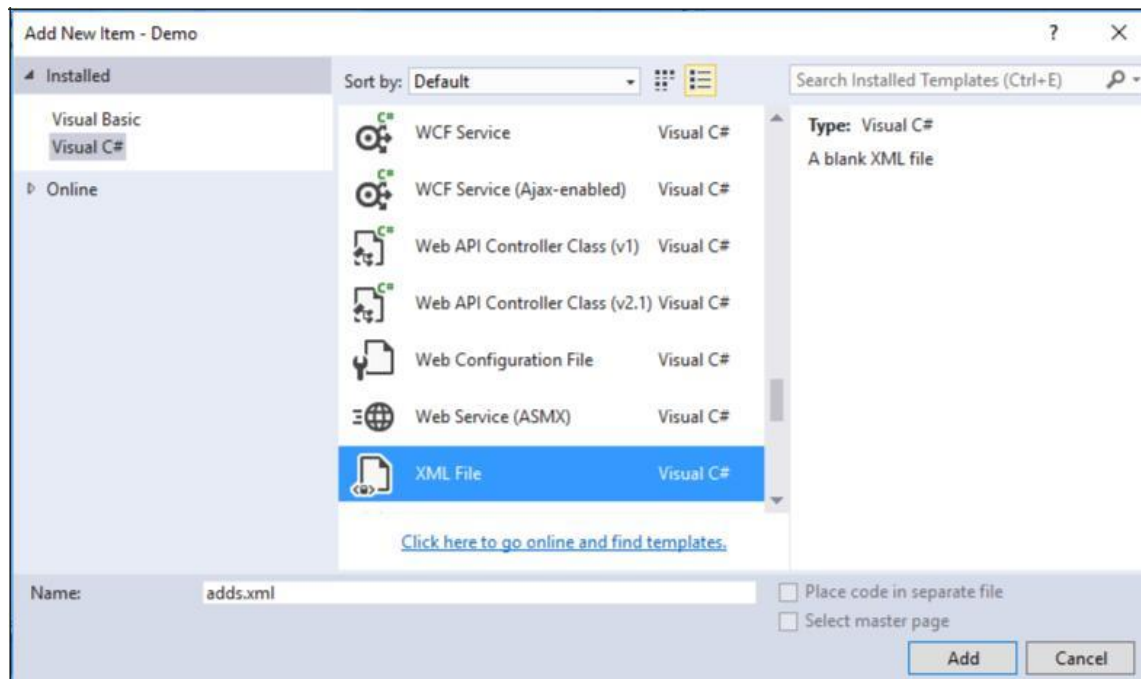 Add New Item - Demo
?
Installed
Sort by: Default
Search Installed Templates (Ctrl+E)
Visual Basic
Visual C#
Online
C#
WCF Service Visual C#
C#
WCF Service (Ajax-enabled) Visual C#
C#
Web API Controller Class (v1) Visual C#
C#
Web API Controller Class (v2.1) Visual C#
Web Configuration File Visual C#
Web Service (ASMX) Visual C#
XML File Visual C#
Click here to go online and find templates.
Type: Visual C#
A blank XML file
Name: adds.xml
Place code in separate file
Select master page
Add Cancel